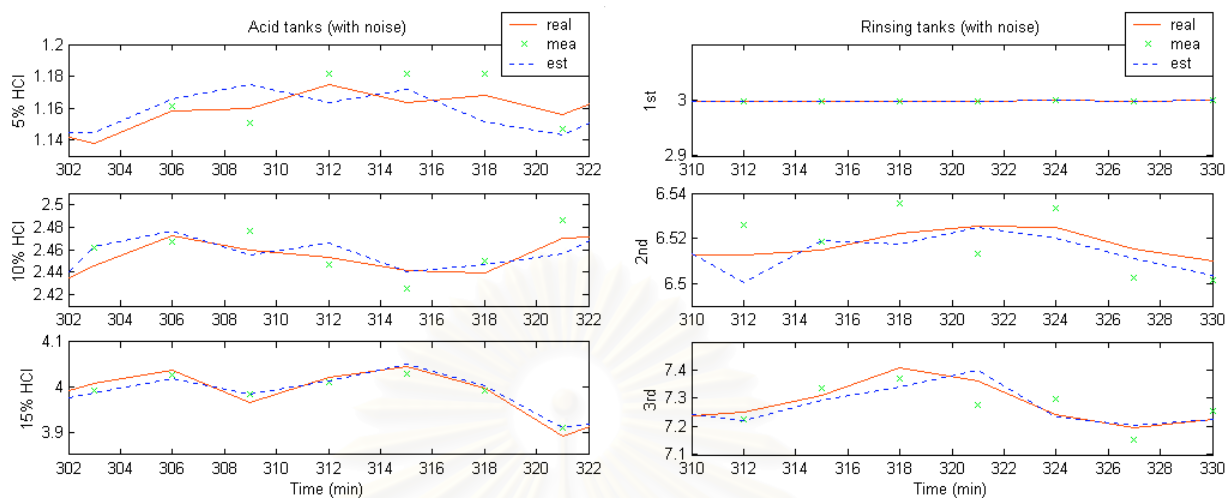 Acid tanks (with noise)
real
mea
est
5% HCl
1.2
1.18
1.16
1.14
302 304 306 308 310 312 314 316 318 320 322
10% HCl
2.5
2.48
2.46
2.44
2.42
302 304 306 308 310 312 314 316 318 320 322
15% HCl
4.1
4
3.9
302 304 306 308 310 312 314 316 318 320 322
Time (min)
Rinsing tanks (with noise)
real
mea
est
1st
3
2.9
310 312 314 316 318 320 322 324 326 328 330
2nd
6.54
6.52
6.5
310 312 314 316 318 320 322 324 326 328 330
3rd
7.4
7.3
7.2
7.1
310 312 314 316 318 320 322 324 326 328 330
Time (min)